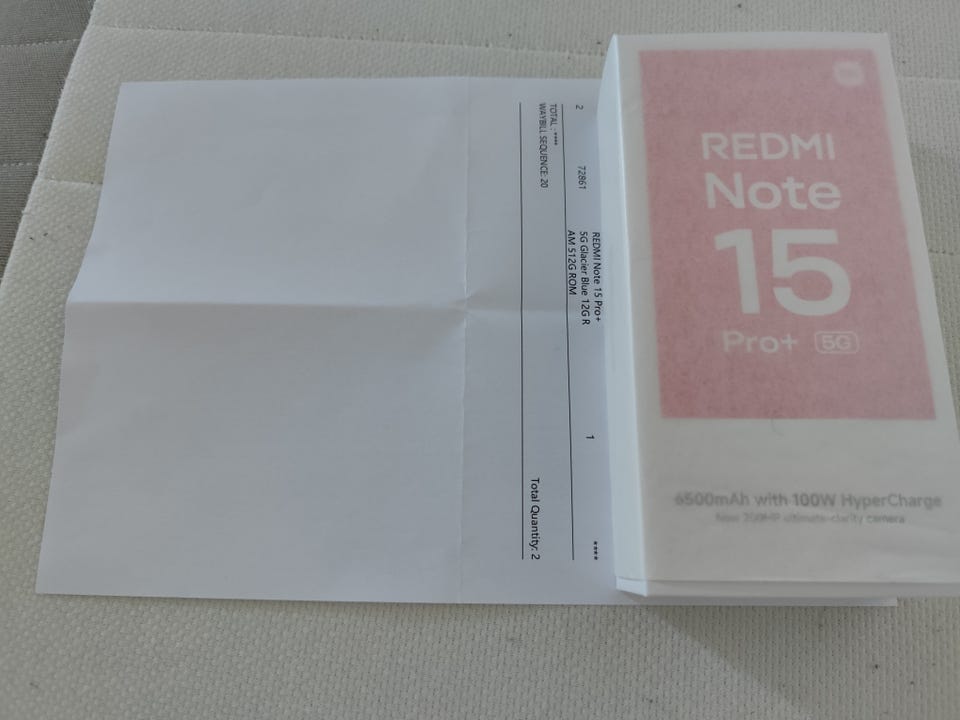 2
72861
REDMI Note 15 Pro+
5G Glacier Blue 12G R
AM 512G ROM
1
****
TOTAL : ****
WAYBILL SEQUENCE: 20
Total Quantity: 2
REDMI
Note
15
Pro+ 5G
6500mAh with 100W HyperCharge
New 200MP ultimate-clarity camera